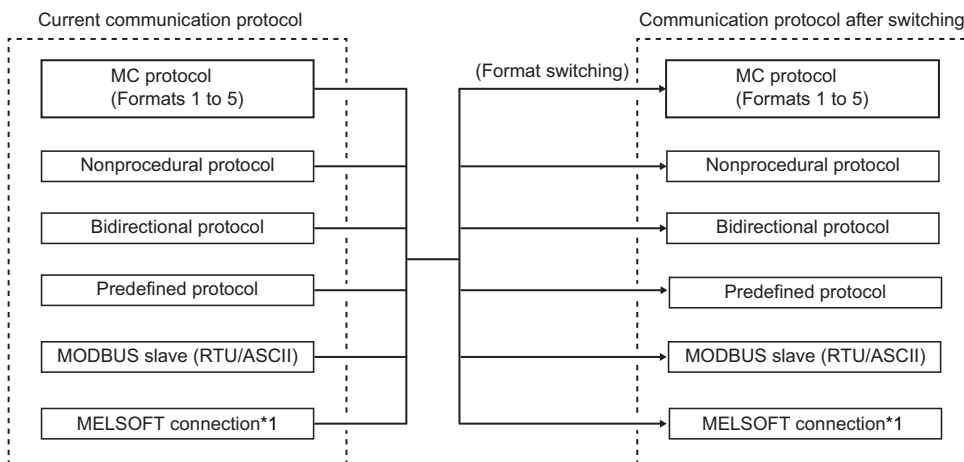 Current communication protocol
Communication protocol after switching
MC protocol
(Formats 1 to 5)
Nonprocedural protocol
Bidirectional protocol
Predefined protocol
MODBUS slave (RTU/ASCII)
MELSOFT connection*1
(Format switching)
MC protocol
(Formats 1 to 5)
Nonprocedural protocol
Bidirectional protocol
Predefined protocol
MODBUS slave (RTU/ASCII)
MELSOFT connection*1